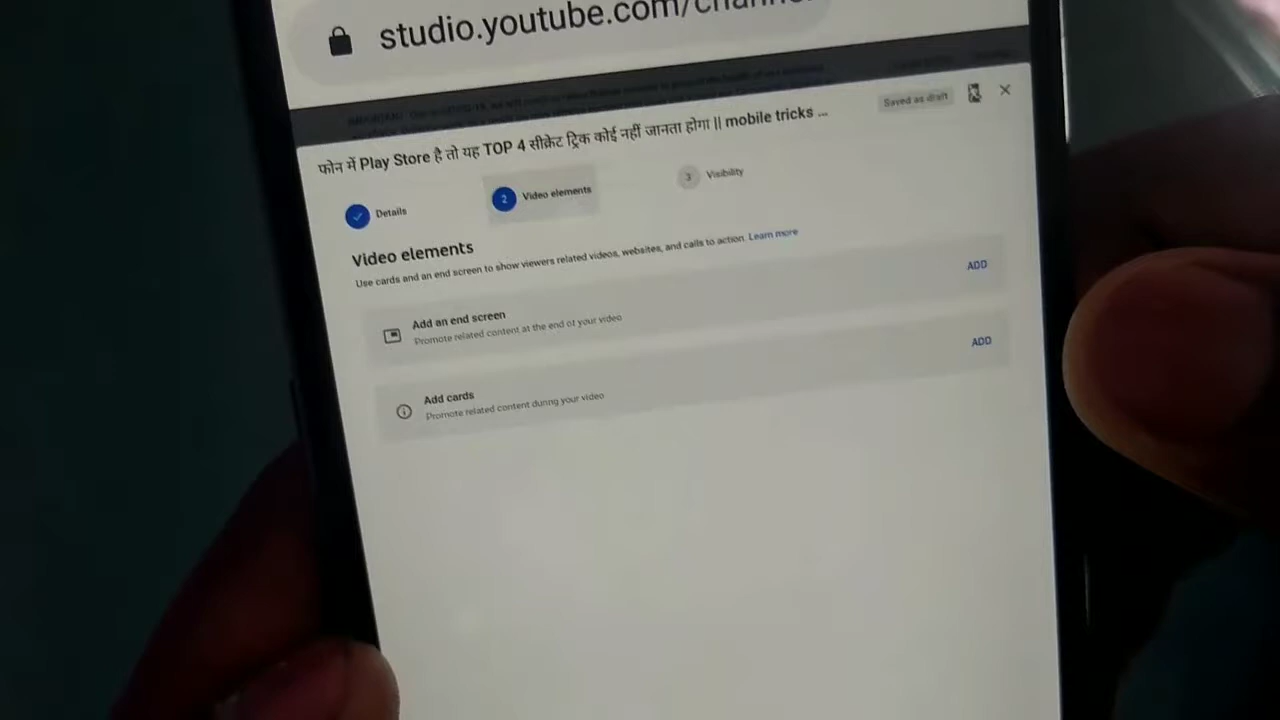 studio.youtube.com/channe
Saved as draft
फोन में Play Store है तो यह TOP 4 सीक्रेट ट्रिक कोई नहीं जानता होगा || mobile tricks ...
Details
2 Video elements
3 Visibility
Video elements
Use cards and an end screen to show viewers related videos, websites, and calls to action. Learn more
Add an end screen
Promote related content at the end of your video
ADD
Add cards
Promote related content during your video
ADD